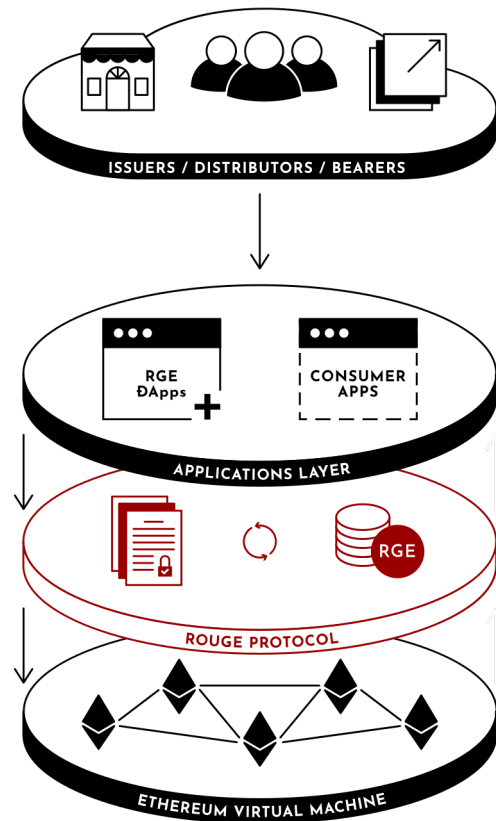 ISSUERS / DISTRIBUTORS / BEARERS
RGE
ĐApps
CONSUMER
APPS
APPLICATIONS LAYER
RGE
ROUGE PROTOCOL
ETHEREUM VIRTUAL MACHINE